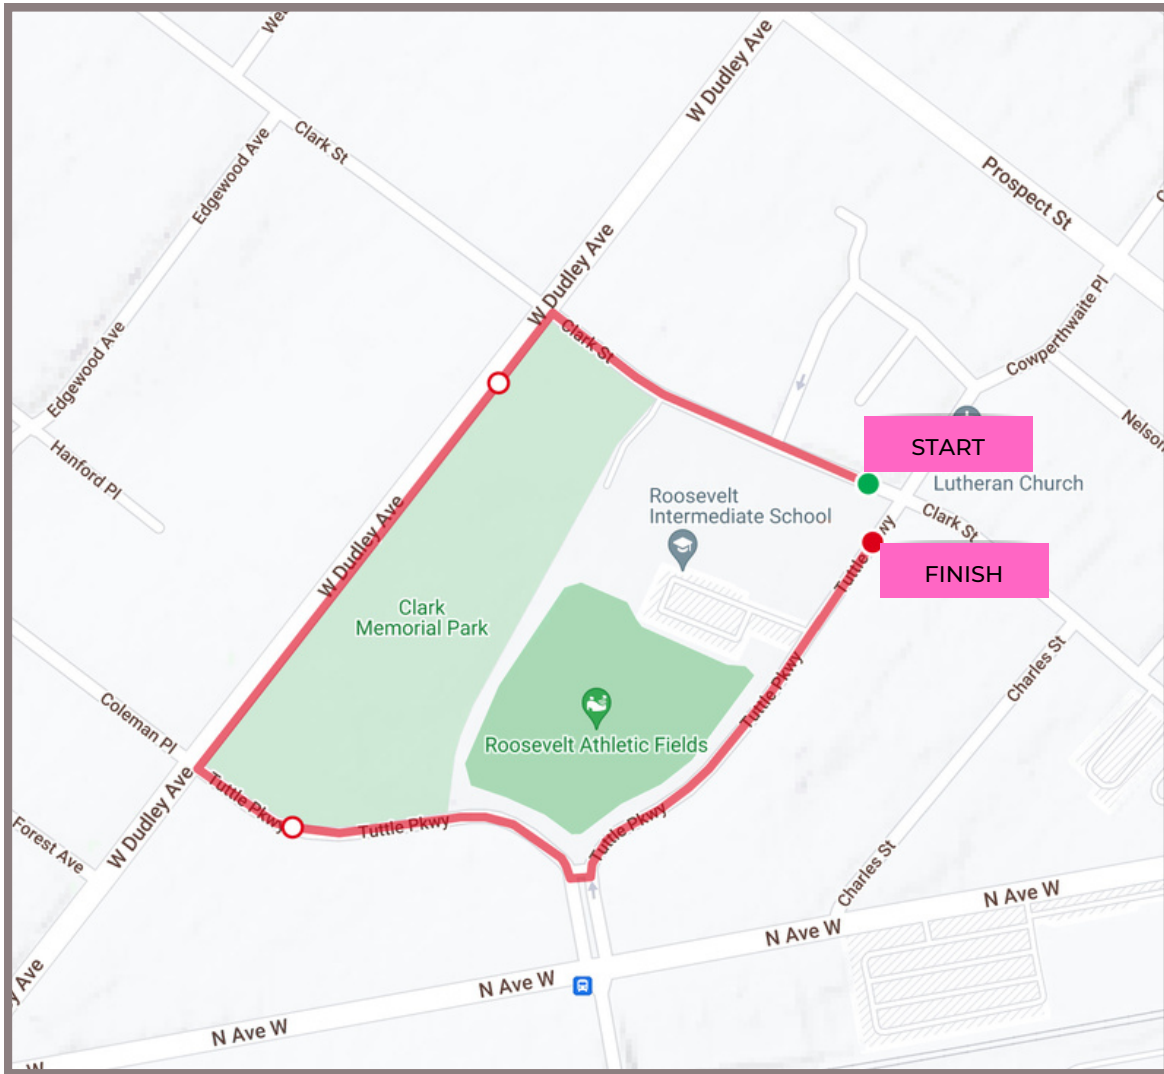 W Dudley Ave
Clark St
Edgewood Ave
Prospect St
W Dudley Ave
Cowperthwaite Pl
Edgewood Ave
Clark St
Nelson
Hanford Pl
START
Lutheran Church
Roosevelt
Intermediate School
Clark St
W Dudley Ave
Tuttle
wy
FINISH
Clark
Memorial Park
Charles St
Tuttle Pkwy
Coleman Pl
Roosevelt Athletic Fields
Tuttle Pkwy
Tuttle Pkwy
Tuttle Pkwy
W Dudley Ave
Forest Ave
Charles St
N Ave W
N Ave W
N Ave W
y Ave
N Ave W
W